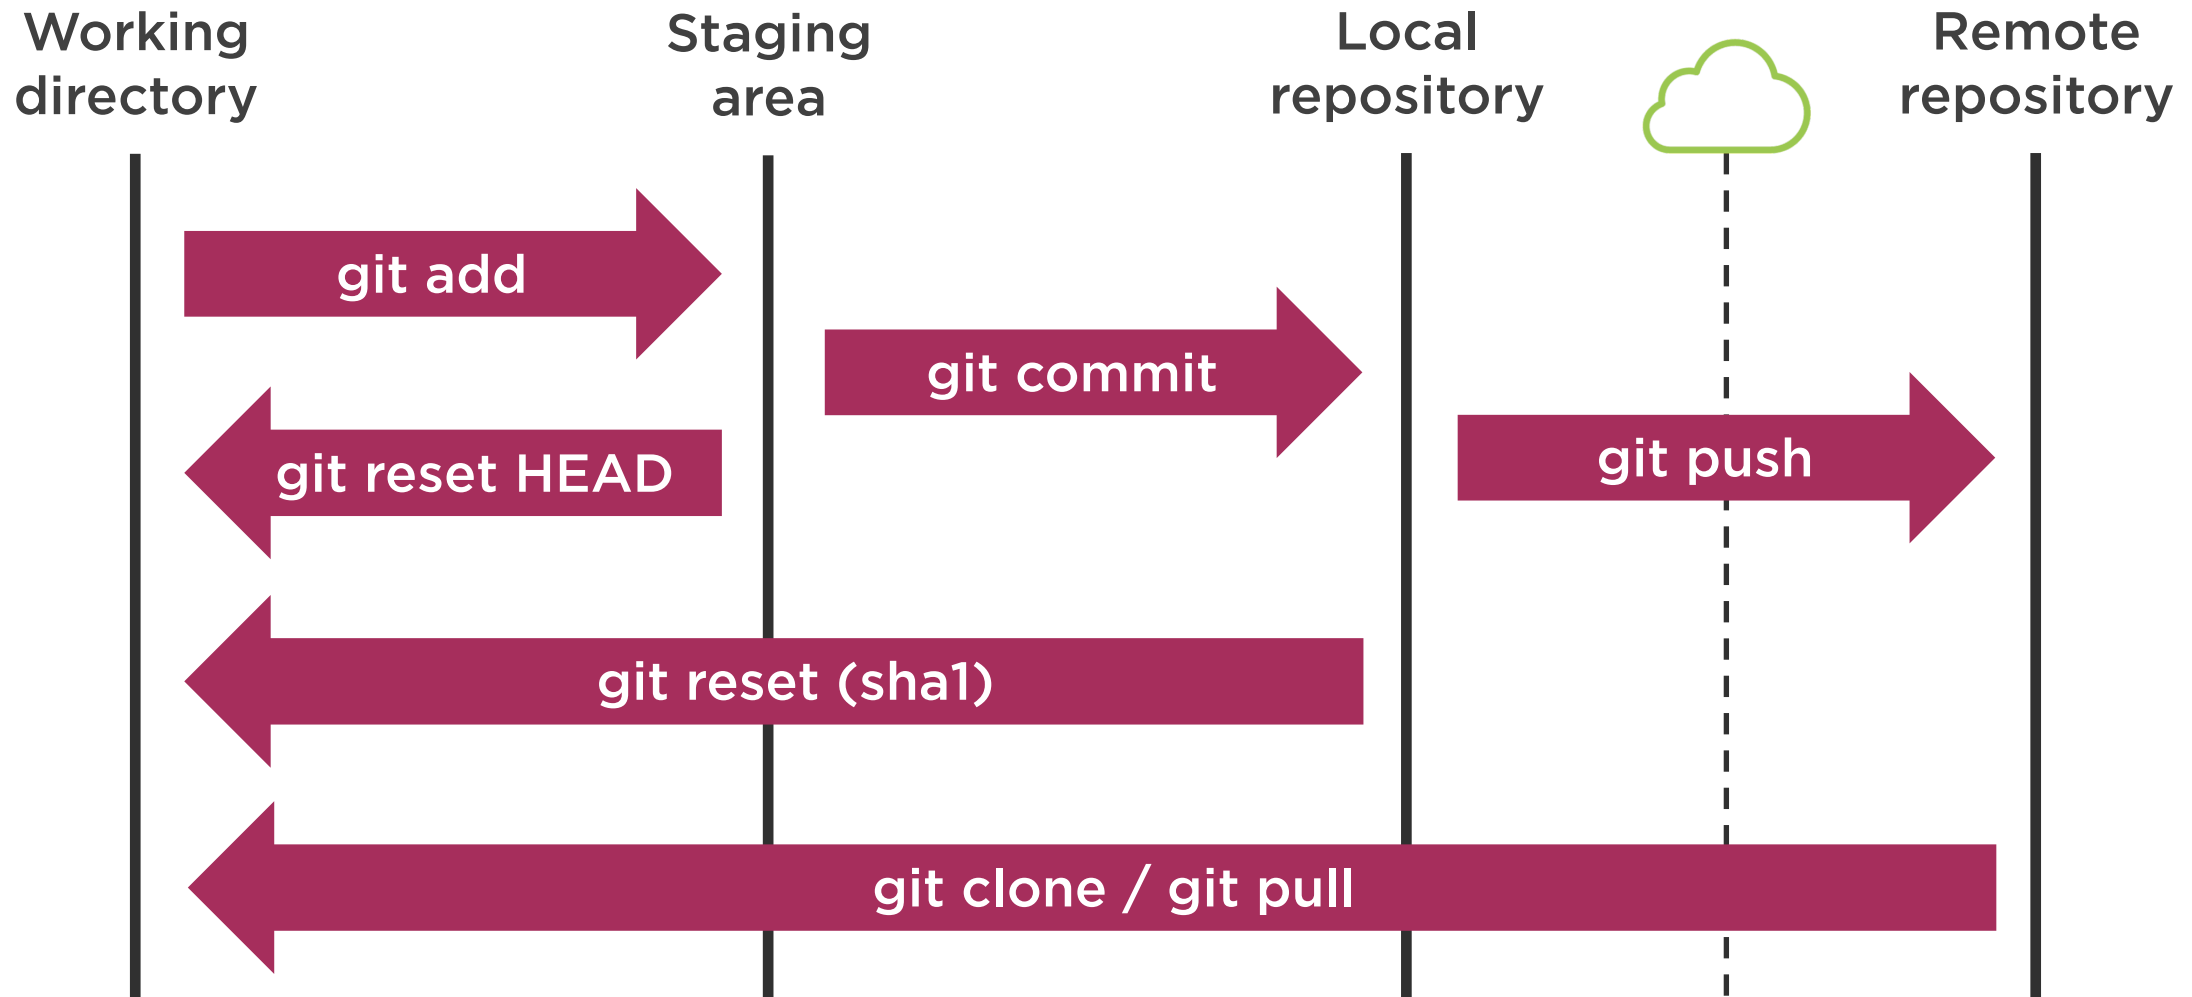 Working
directory
Staging
area
Local
repository
Remote
repository
git add
git commit
git reset HEAD
git push
git reset (sha1)
git clone / git pull